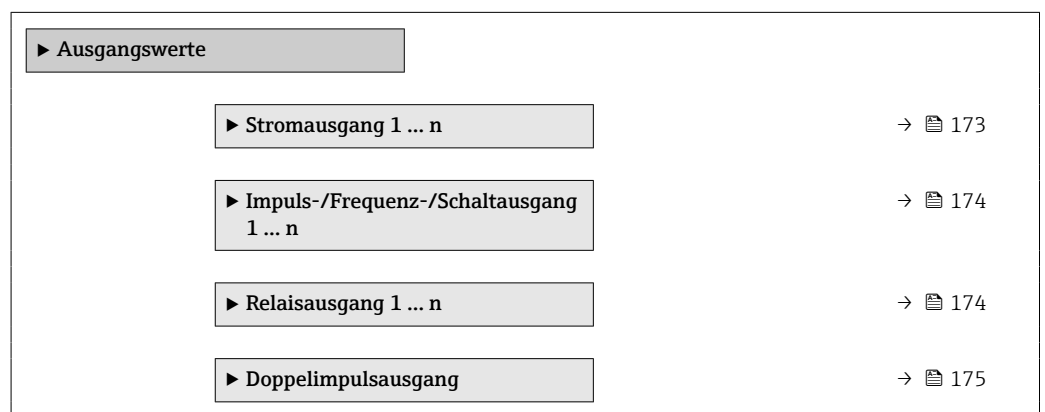 ► Ausgangswerte
► Stromausgang 1 … n → 173
► Impuls-/Frequenz-/Schaltausgang → 174
1 … n
► Relaisausgang 1 … n → 174
► Doppelimpulsausgang → 175